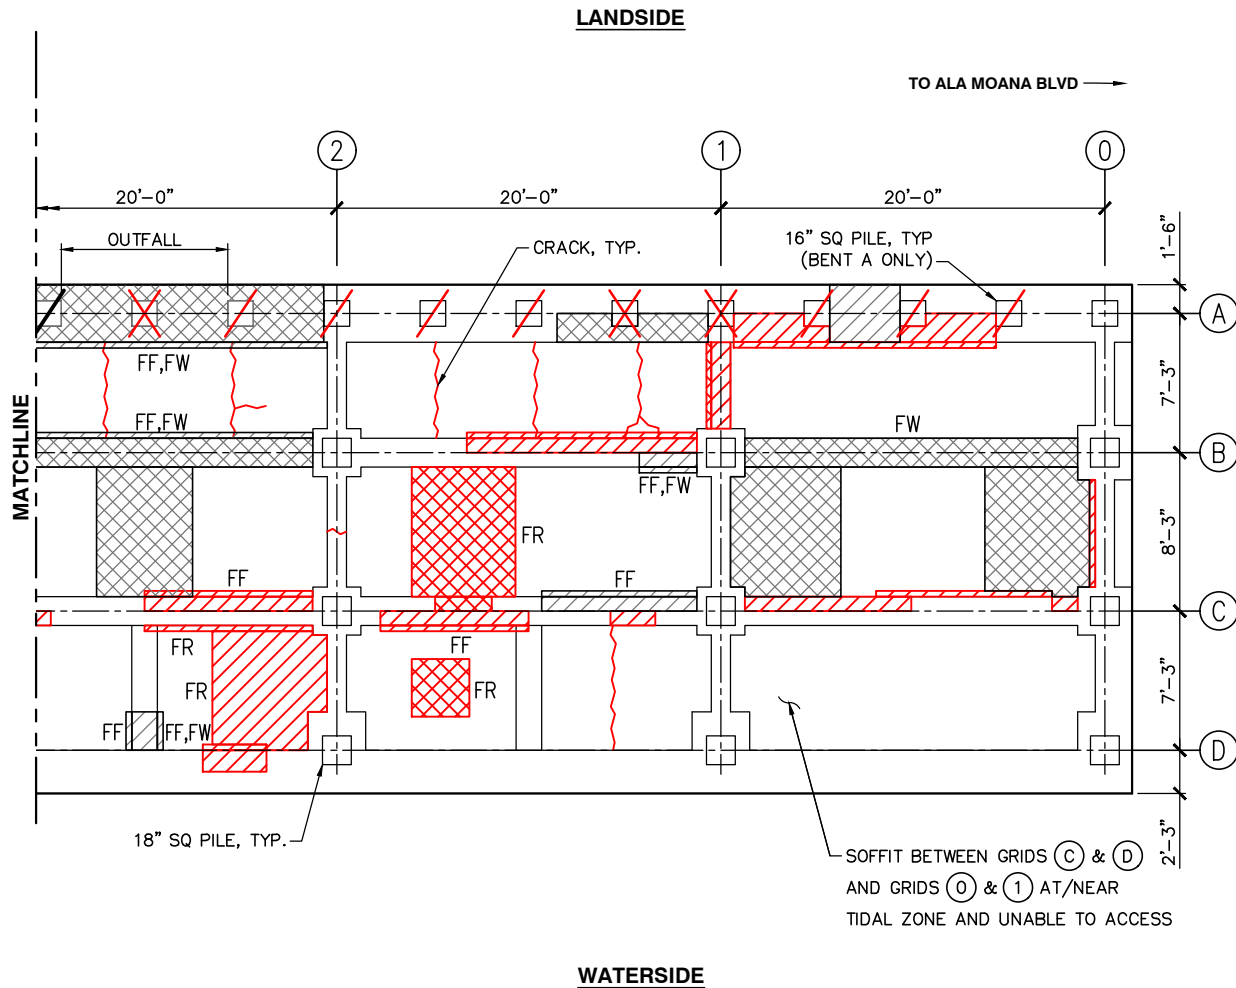 LANDSIDE
TO ALA MOANA BLVD
2
1
0
20'-0"
20'-0"
20'-0"
OUTFALL
CRACK, TYP.
16" SQ PILE, TYP
(BENT A ONLY)
1'-6"
A
FF,FW
7'-3"
FF,FW
FW
B
MATCHLINE
FF,FW
FR
8'-3"
FF
FF
C
FR
FF
FR
FR
7'-3"
FF
FF,FW
D
18" SQ PILE, TYP.
2'-3"
SOFFIT BETWEEN GRIDS C & D
AND GRIDS 0 & 1 AT/NEAR
TIDAL ZONE AND UNABLE TO ACCESS
WATERSIDE